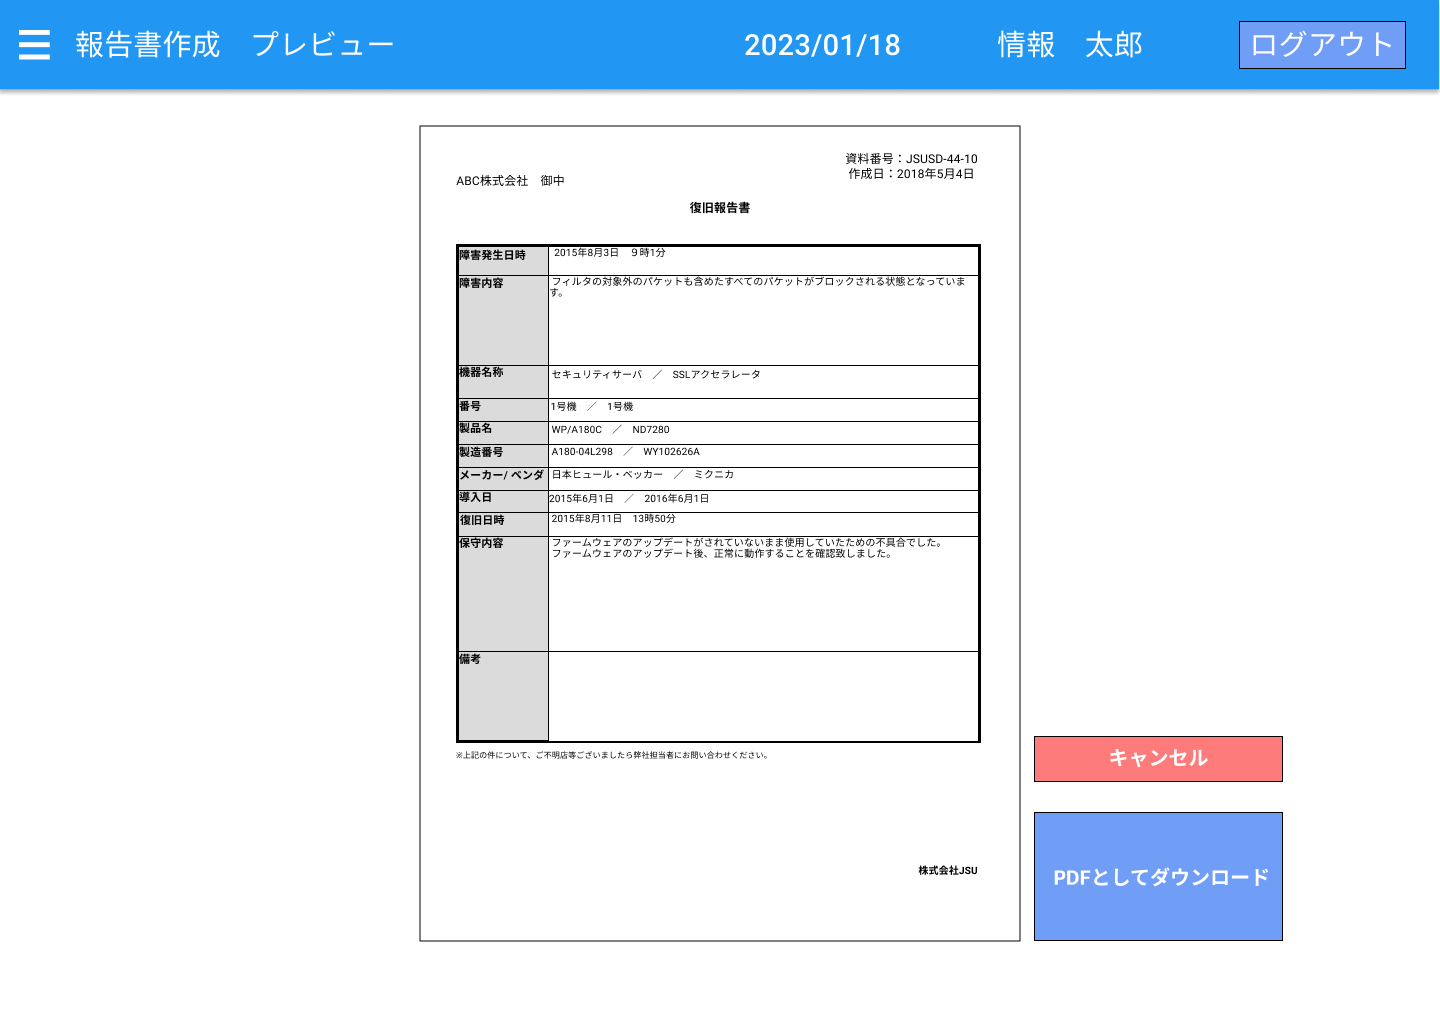 報告書作成　プレビュー
2023/01/18
情報　太郎
ログアウト
資料番号：JSUSD-44-10
作成日：2018年5月4日
ABC株式会社　御中
復旧報告書
障害発生日時
2015年8月3日　９時1分
障害内容
フィルタの対象外のパケットも含めたすべてのパケットがブロックされる状態となっていま
す。
機器名称
セキュリティサーバ　／　SSLアクセラレータ
番号
1号機　／　1号機
製品名
WP/A180C　／　ND7280
製造番号
A180-04L298　／　WY102626A
メーカー/ ベンダ
日本ヒュール・ベッカー　／　ミクニカ
導入日
2015年6月1日　／　2016年6月1日
復旧日時
2015年8月11日　13時50分
保守内容
ファームウェアのアップデートがされていないまま使用していたための不具合でした。
ファームウェアのアップデート後、正常に動作することを確認致しました。
備考
※上記の件について、ご不明店等ございましたら弊社担当者にお問い合わせください。
株式会社JSU
キャンセル
PDFとしてダウンロード